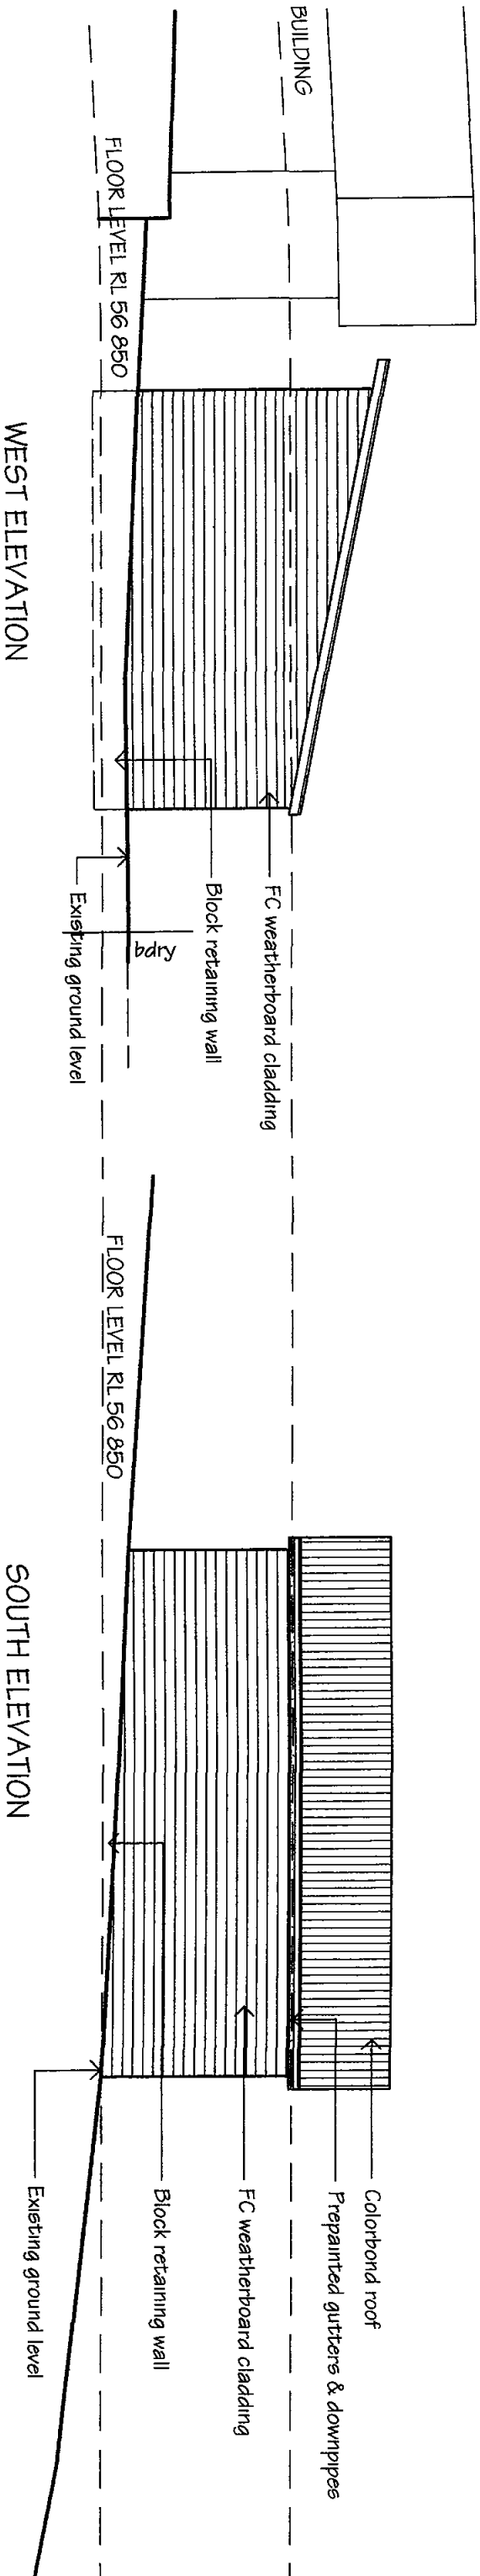 BUILDING
FLOOR LEVEL RL 56 850
FC weatherboard cladding
Block retaining wall
bdry
Existing ground level
WEST ELEVATION
Colorbond roof
Prepainted gutters & downpipes
FC weatherboard cladding
Block retaining wall
Existing ground level
FLOOR LEVEL RL 56 850
SOUTH ELEVATION